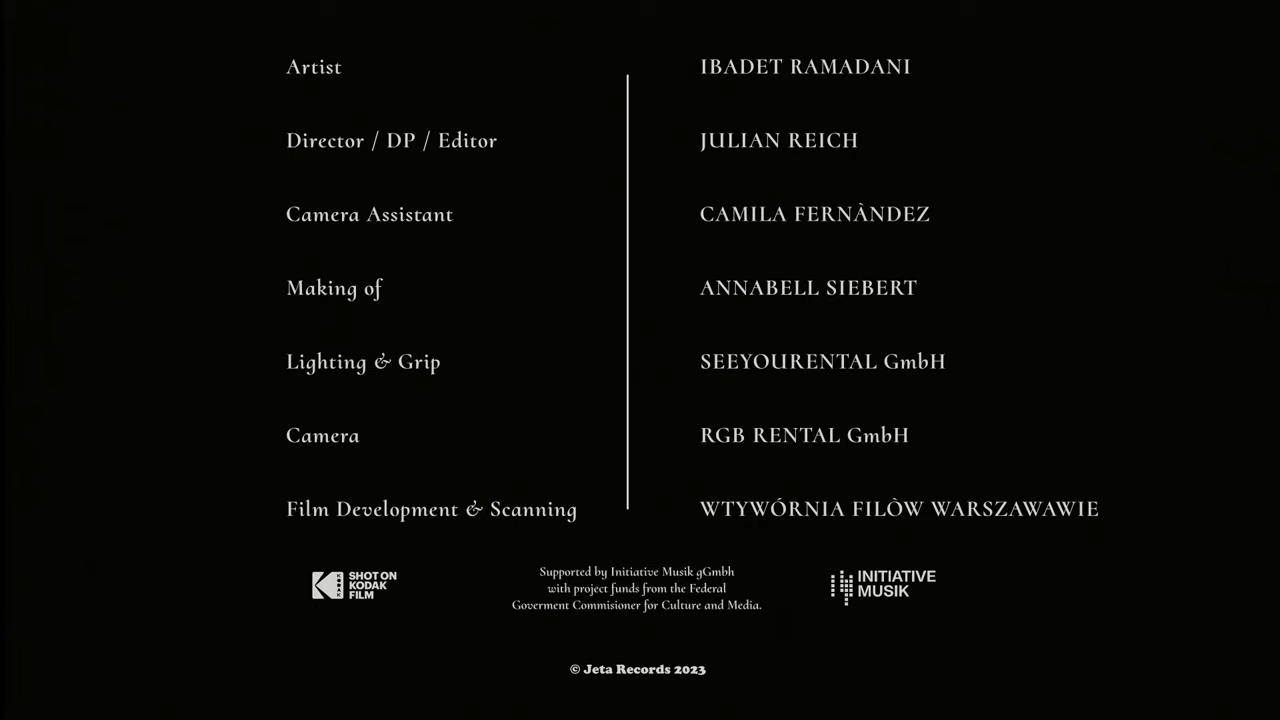 Artist IBADET RAMADANI
Director / DP / Editor JULIAN REICH
Camera Assistant CAMILA FERNÀNDEZ
Making of ANNABELL SIEBERT
Lighting & Grip SEEYOURENTAL GmbH
Camera RGB RENTAL GmbH
Film Development & Scanning WTYWÓRNIA FILÒW WARSZAWAWIE
KODAK
SHOT ON
KODAK
FILM
Supported by Initiative Musik gGmbh
with project funds from the Federal
Goverment Commisioner for Culture and Media.
INITIATIVE
MUSIK
© Jeta Records 2023